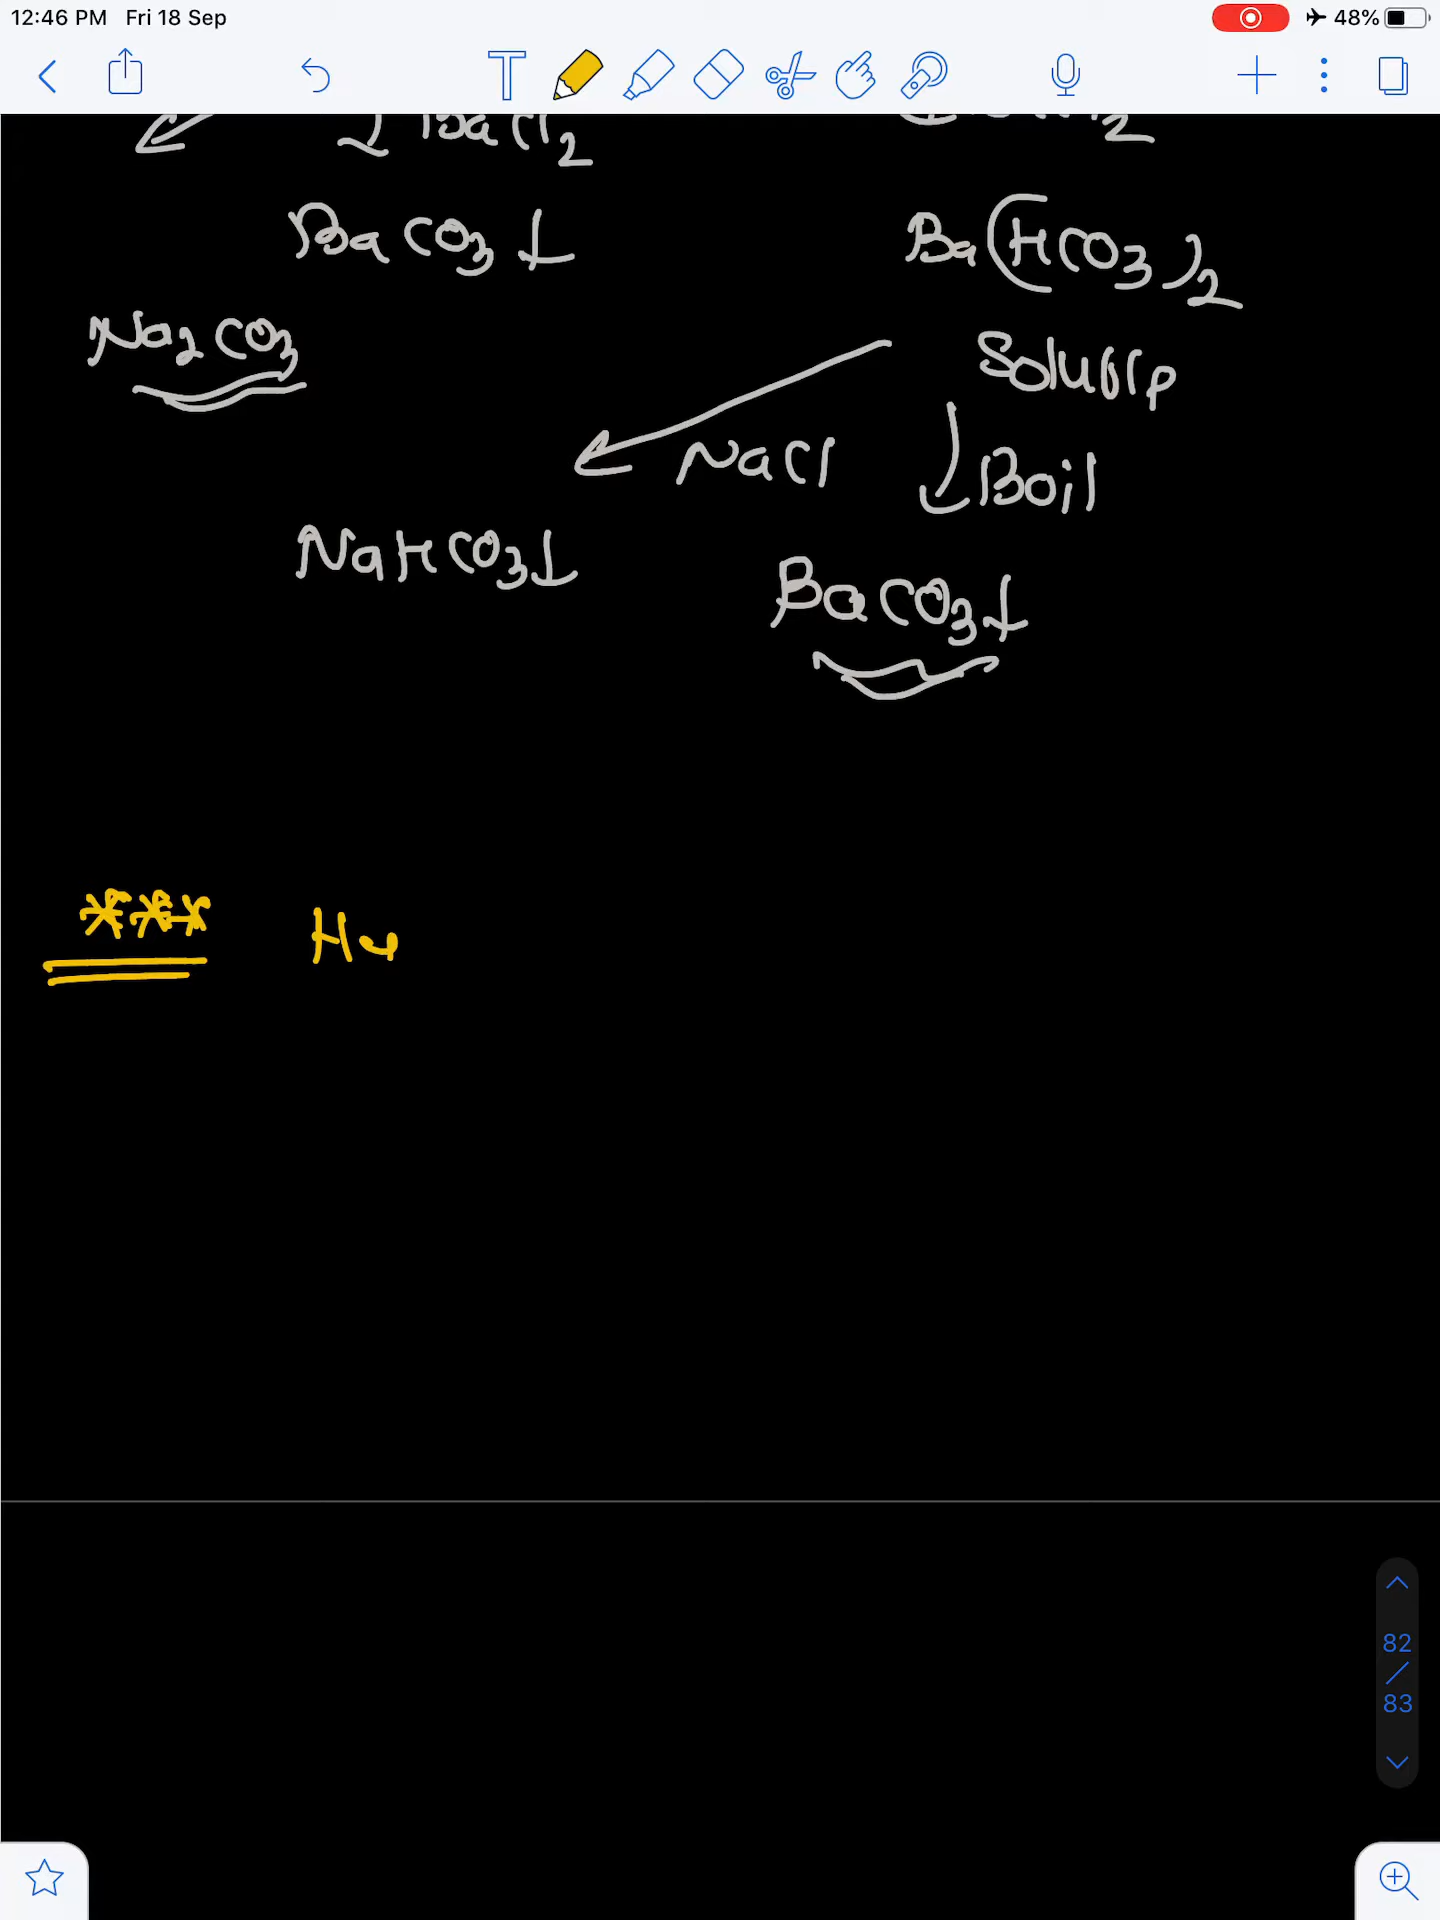 12:46 PM Fri 18 Sep 48%
T
BaCl2
BaCO3↓ Ba(HCO3)2
Na2CO3 Soluble
NaCl Boil
NaHCO3↓ BaCO3↓
*** He
82
/
83